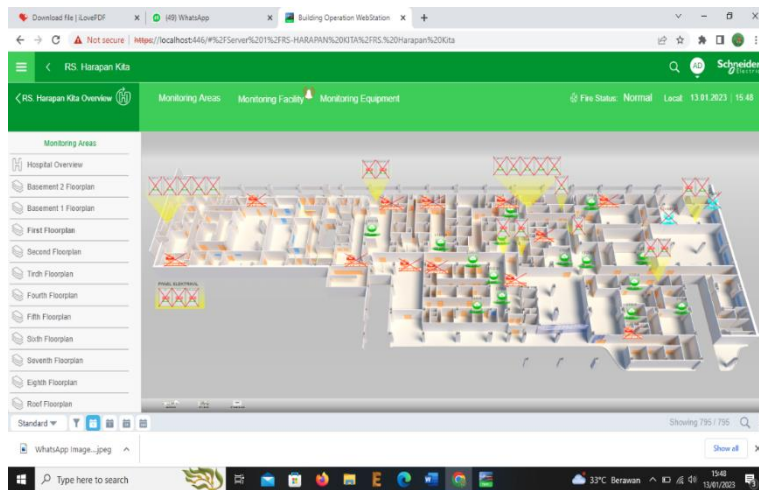 Download file | iLovePDF
(49) WhatsApp
Building Operation WebStation
Not secure | https://localhost:446/#%2FServer%201%2FRS-HARAPAN%20KITA%2FRS.%20Harapan%20Kita
RS. Harapan Kita
AD
Schneider
Electric
RS. Harapan Kita Overview
Monitoring Areas
Monitoring Facility
Monitoring Equipment
Fire Status: Normal
Local: 13.01.2023 | 15:48
Monitoring Areas
Hospital Overview
Basement 2 Floorplan
Basement 1 Floorplan
First Floorplan
Second Floorplan
Tirdh Floorplan
Fourth Floorplan
Fifth Floorplan
Sixth Floorplan
Seventh Floorplan
Eighth Floorplan
Roof Floorplan
PANEL ELEKTRIKAL
Standard
Showing 795 / 795
WhatsApp Image....jpeg
Show all
Type here to search
33°C Berawan
15:48
13/01/2023